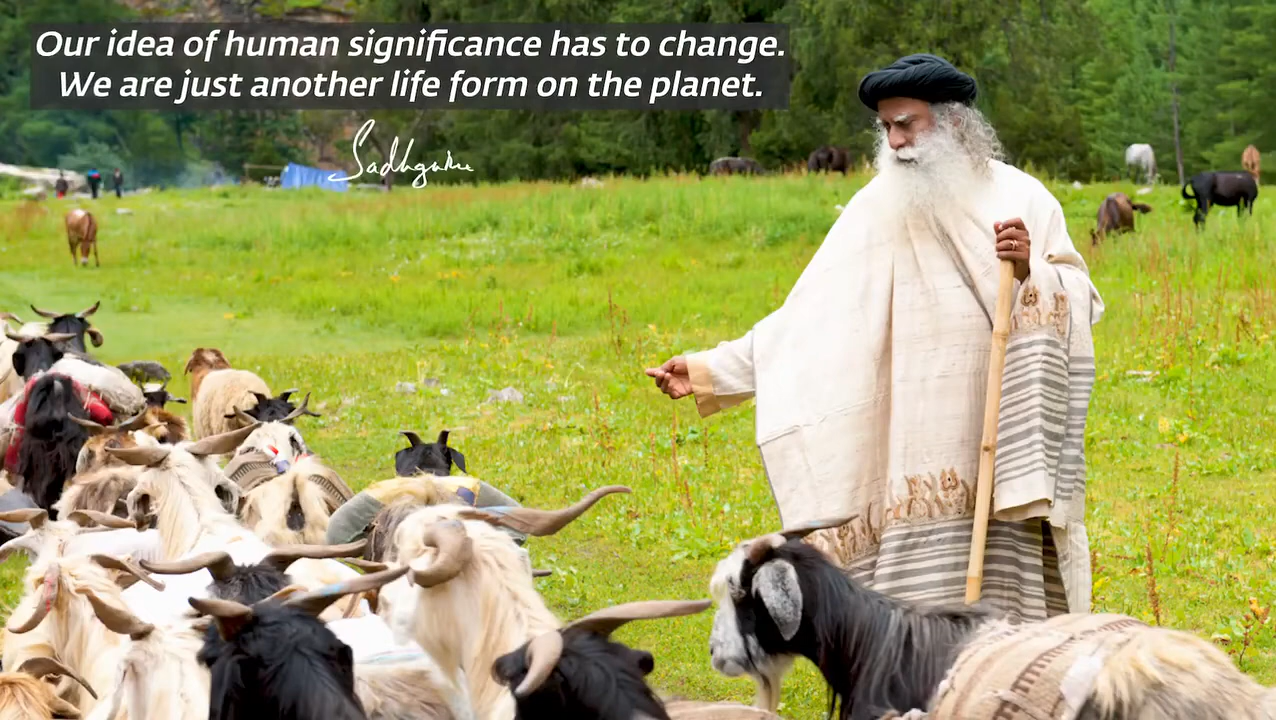 Our idea of human significance has to change.
We are just another life form on the planet.
Sadhguru